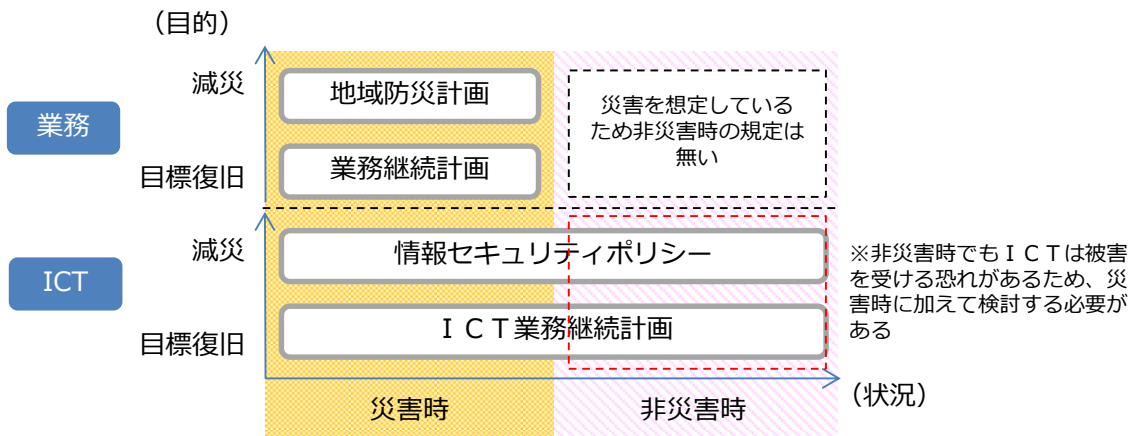 （目的）
業務
減災
地域防災計画
災害を想定している
ため非災害時の規定は
無い
目標復旧
業務継続計画
ICT
減災
情報セキュリティポリシー
※非災害時でもＩＣＴは被害
を受ける恐れがあるため、災
害時に加えて検討する必要が
ある
目標復旧
ＩＣＴ業務継続計画
（状況）
災害時
非災害時